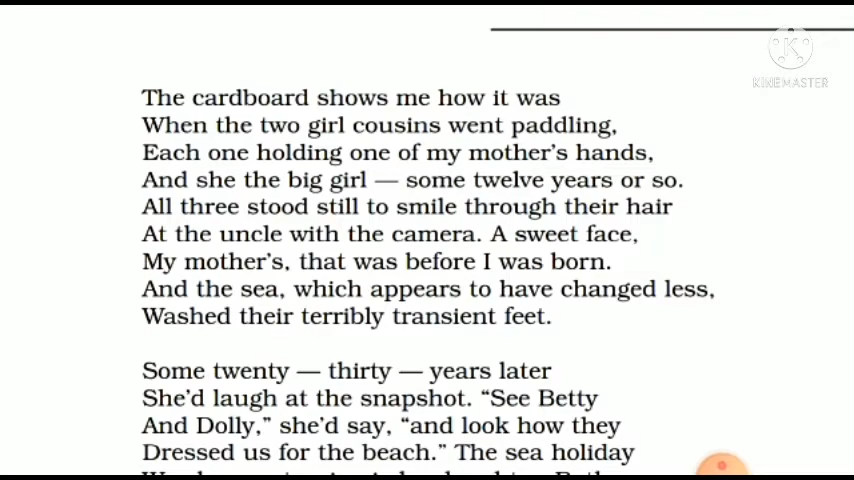 KINEMASTER
The cardboard shows me how it was
When the two girl cousins went paddling,
Each one holding one of my mother's hands,
And she the big girl — some twelve years or so.
All three stood still to smile through their hair
At the uncle with the camera. A sweet face,
My mother's, that was before I was born.
And the sea, which appears to have changed less,
Washed their terribly transient feet.
Some twenty — thirty — years later
She'd laugh at the snapshot. “See Betty
And Dolly,” she'd say, “and look how they
Dressed us for the beach.” The sea holiday